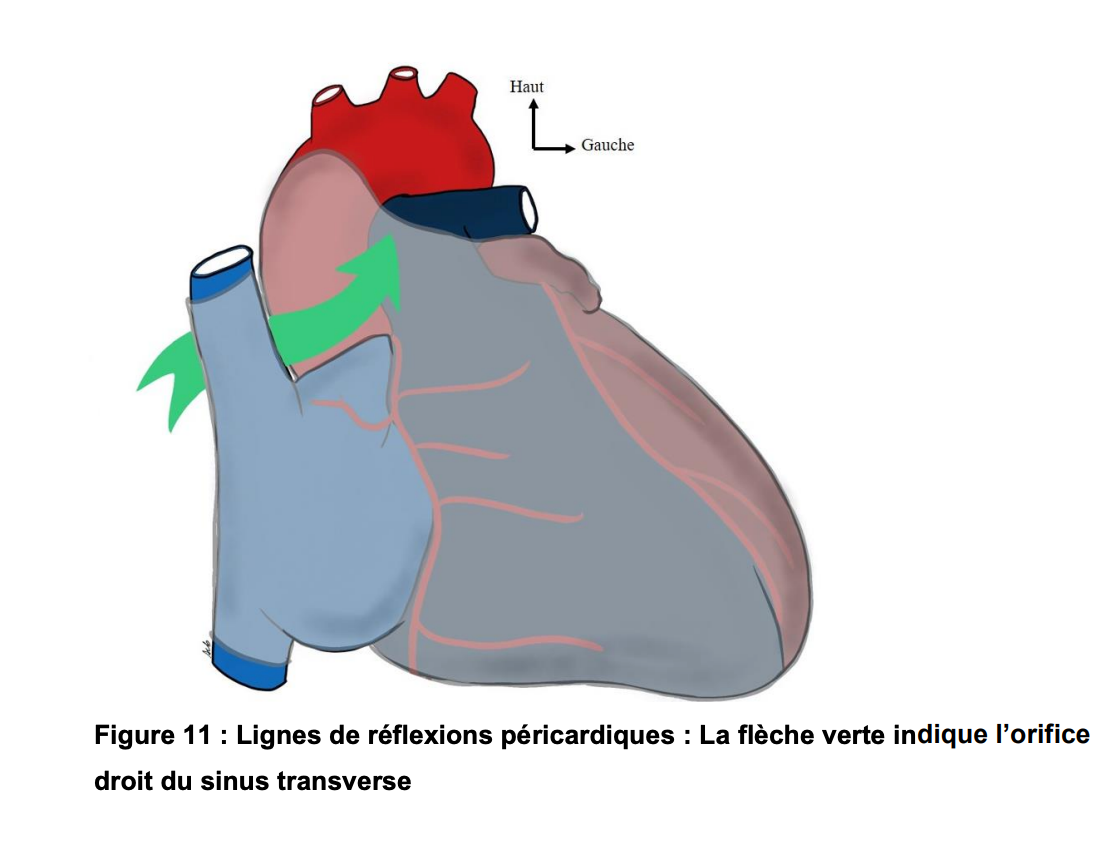 Haut
Gauche
Figure 11 : Lignes de réflexions péricardiques : La flèche verte indique l’orifice
droit du sinus transverse